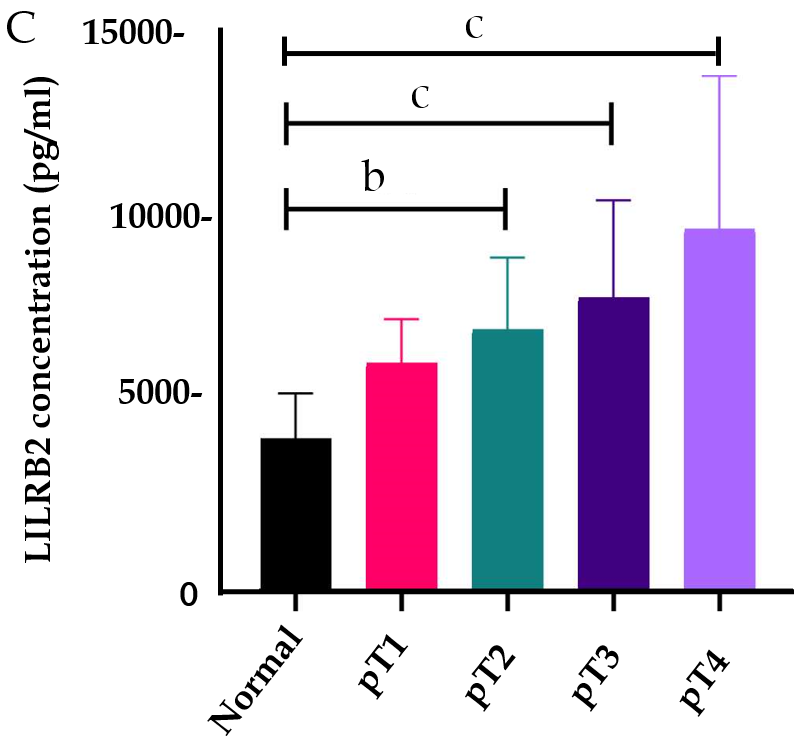 C
LILRB2 concentration (pg/ml)
15000-
10000-
5000-
0
c
c
b
Normal
pT1
pT2
pT3
pT4